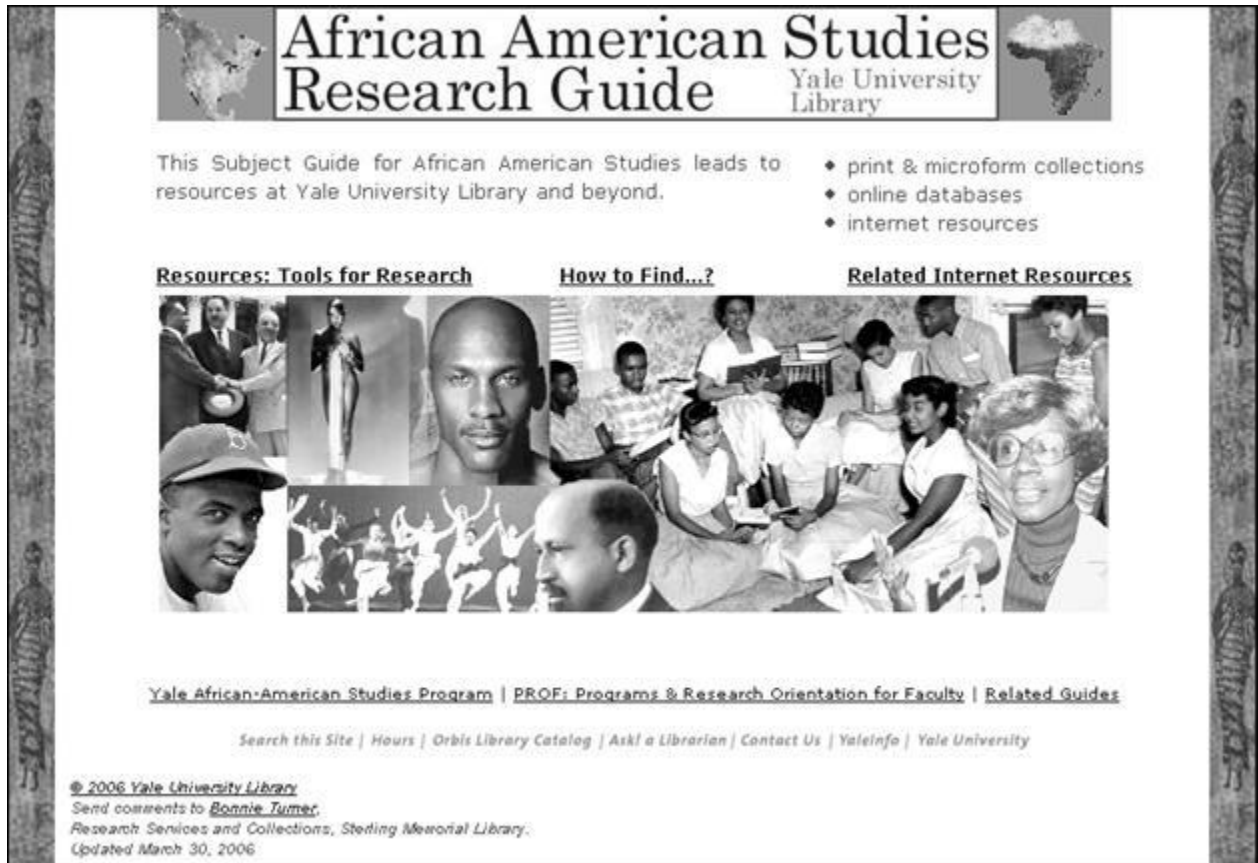 African American Studies
Research Guide
Yale University
Library
This Subject Guide for African American Studies leads to
resources at Yale University Library and beyond.
• print & microform collections
• online databases
• internet resources
Resources: Tools for Research
How to Find...?
Related Internet Resources
Yale African-American Studies Program | PROF: Programs & Research Orientation for Faculty | Related Guides
Search this Site | Hours | Orbis Library Catalog | Ask! a Librarian | Contact Us | YaleInfo | Yale University
© 2006 Yale University Library
Send comments to Bonnie Turner,
Research Services and Collections, Sterling Memorial Library.
Updated March 30, 2006